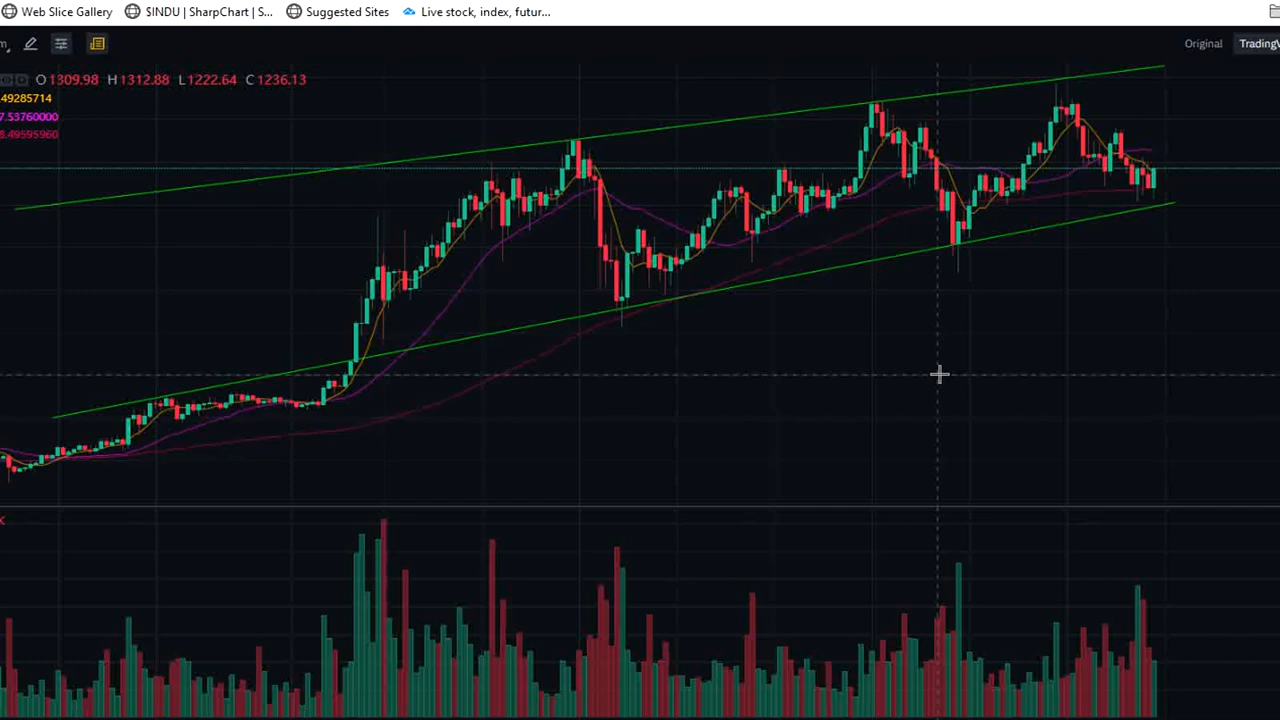 Web Slice Gallery $INDU | SharpChart | S... Suggested Sites Live stock, index, futur...
m Original TradingV
O 1309.98 H 1312.88 L 1222.64 C 1236.13
.49285714
7.53760000
8.49595960